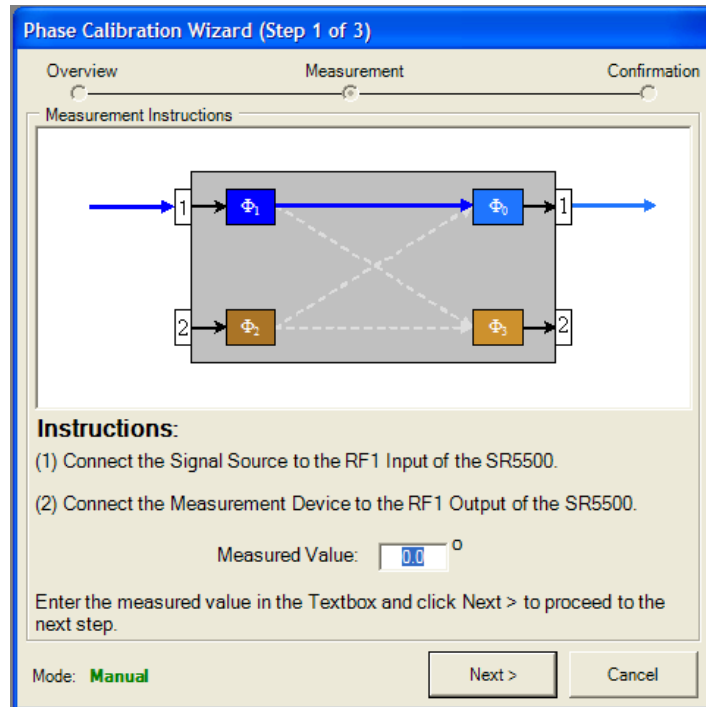 Phase Calibration Wizard (Step 1 of 3)
Overview Measurement Confirmation
Measurement Instructions
1 Φ₁ Φ₀ 1
2 Φ₂ Φ₃ 2
Instructions:
(1) Connect the Signal Source to the RF1 Input of the SR5500.
(2) Connect the Measurement Device to the RF1 Output of the SR5500.
Measured Value: 0.0 °
Enter the measured value in the Textbox and click Next > to proceed to the
next step.
Mode: Manual Next > Cancel